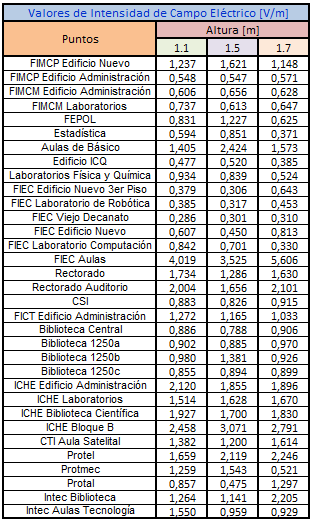 Valores de Intensidad de Campo Eléctrico [V/m]
Puntos Altura [m]
1.1 1.5 1.7
FIMCP Edificio Nuevo 1,237 1,621 1,148
FIMCP Edificio Administración 0,548 0,547 0,571
FIMCM Edificio Administración 0,606 0,656 0,628
FIMCM Laboratorios 0,737 0,613 0,647
FEPOL 0,831 1,227 0,625
Estadística 0,594 0,851 0,371
Aulas de Básico 1,405 2,424 1,573
Edificio ICQ 0,477 0,520 0,385
Laboratorios Física y Química 0,934 0,839 0,524
FIEC Edificio Nuevo 3er Piso 0,379 0,306 0,643
FIEC Laboratorio de Robótica 0,385 0,317 0,453
FIEC Viejo Decanato 0,286 0,301 0,310
FIEC Edificio Nuevo 0,607 0,450 0,813
FIEC Laboratorio Computación 0,842 0,701 0,330
FIEC Aulas 4,019 3,525 5,606
Rectorado 1,734 1,286 1,630
Rectorado Auditorio 2,004 1,656 2,101
CSI 0,883 0,826 0,915
FICT Edificio Administración 1,272 1,165 1,033
Biblioteca Central 0,886 0,788 0,906
Biblioteca 1250a 0,902 0,885 0,970
Biblioteca 1250b 0,980 1,381 0,926
Biblioteca 1250c 0,855 0,894 0,899
ICHE Edificio Administración 2,120 1,855 1,896
ICHE Laboratorios 1,514 1,628 1,670
ICHE Biblioteca Científica 1,927 1,700 1,830
ICHE Bloque B 2,458 3,071 2,791
CTI Aula Satelital 1,382 1,200 1,614
Protel 1,659 2,119 2,246
Protmec 1,259 1,543 0,521
Protal 0,857 0,475 1,297
Intec Biblioteca 1,264 1,141 2,205
Intec Aulas Tecnología 1,550 0,959 0,929